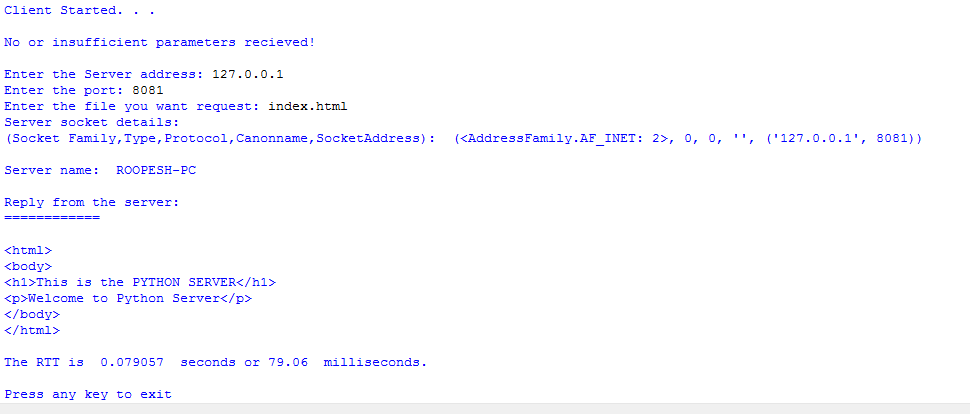 Client Started. . .
No or insufficient parameters recieved!
Enter the Server address: 127.0.0.1
Enter the port: 8081
Enter the file you want request: index.html
Server socket details:
(Socket Family,Type,Protocol,Canonname,SocketAddress):  (<AddressFamily.AF_INET: 2>, 0, 0, '', ('127.0.0.1', 8081))
Server name:  ROOPESH-PC
Reply from the server:
============
<html>
<body>
<h1>This is the PYTHON SERVER</h1>
<p>Welcome to Python Server</p>
</body>
</html>
The RTT is  0.079057  seconds or 79.06  milliseconds.
Press any key to exit